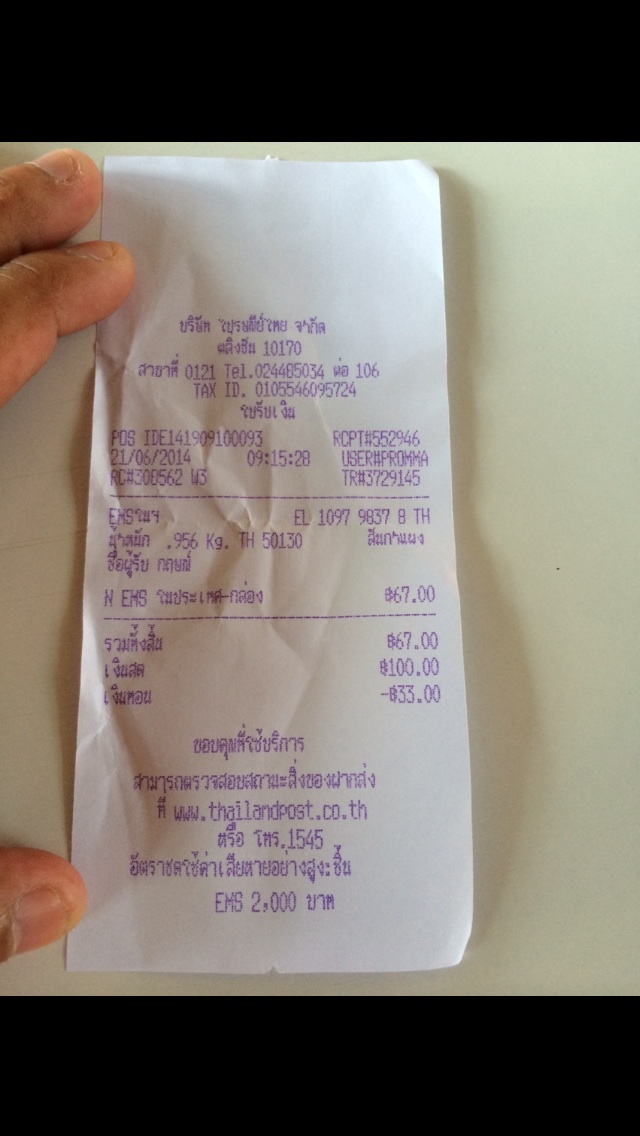 บริษัท ไปรษณีย์ไทย จำกัด
ตลิ่งชัน 10170
สาขาที่ 0121 Tel.024485034 ต่อ 106
TAX ID. 0105546095724
ใบรับเงิน
POS IDE141909100093 RCPT#552946
21/06/2014 09:15:28 USER#PROMMA
RC#308562 W3 TR#3729145
EMSในฯ EL 1097 9837 8 TH
น้ำหนัก .956 Kg. TH 50130 สันกำแพง
ชื่อผู้รับ กฤษณ์
N EMS ในประเทศ-กล่อง ฿67.00
รวมทั้งสิ้น ฿67.00
เงินสด ฿100.00
เงินทอน -฿33.00
ขอบคุณที่ใช้บริการ
สามารถตรวจสอบสถานะสิ่งของฝากส่ง
ที่ www.thailandpost.co.th
หรือ โทร.1545
อัตราชดใช้ค่าเสียหายอย่างสูง:ชิ้น
EMS 2,000 บาท